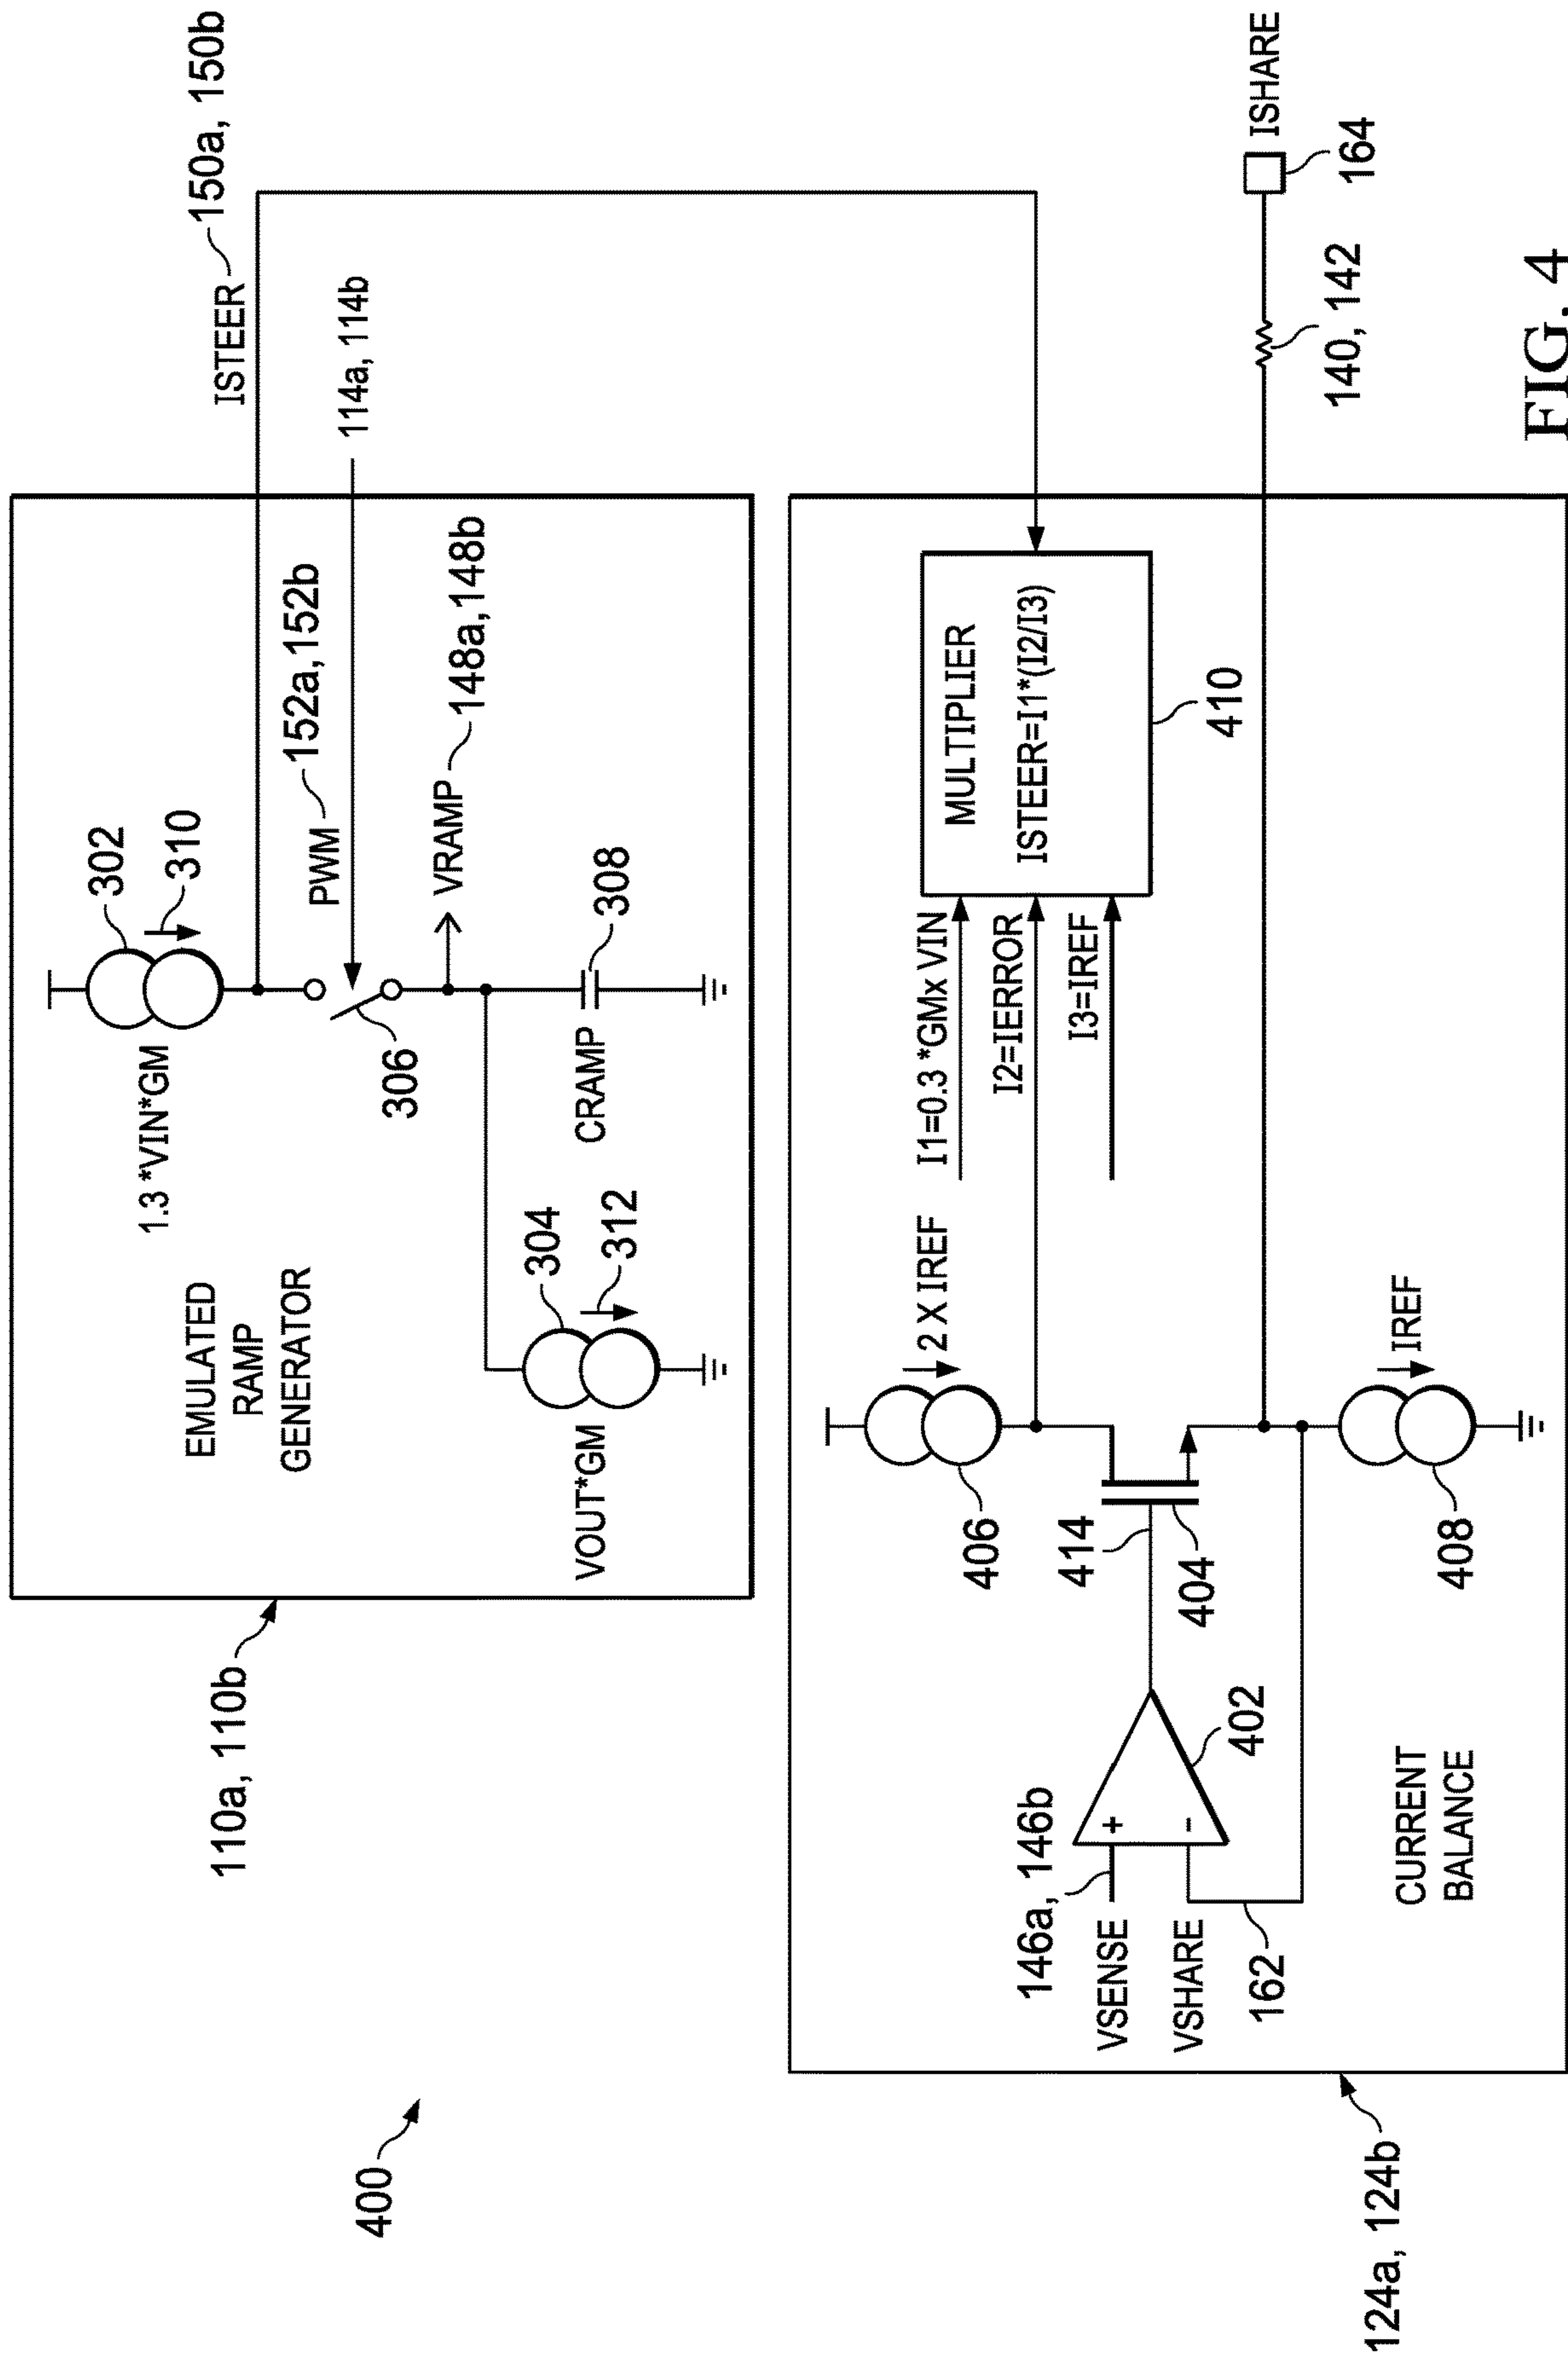 400
110a, 110b
EMULATED
RAMP
GENERATOR
1.3 *VIN*GM
302
310
ISTEER
150a, 150b
PWM
152a,152b
114a, 114b
306
VRAMP
148a,148b
VOUT*GM
304
312
CRAMP
308
124a, 124b
CURRENT
BALANCE
VSENSE
146a, 146b
VSHARE
162
402
406
2 X IREF
414
404
408
IREF
I1=0.3 *GMx VIN
I2=IERROR
I3=IREF
MULTIPLIER
ISTEER=I1*(I2/I3)
410
140, 142
ISHARE
164
FIG. 4